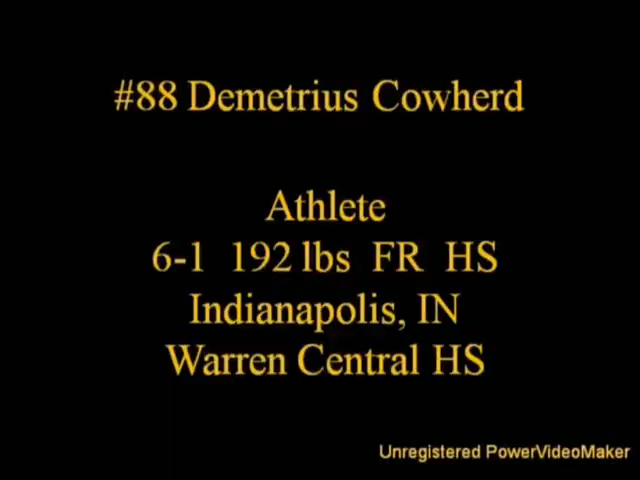 #88 Demetrius Cowherd
Athlete
6-1 192 lbs FR HS
Indianapolis, IN
Warren Central HS
Unregistered PowerVideoMaker